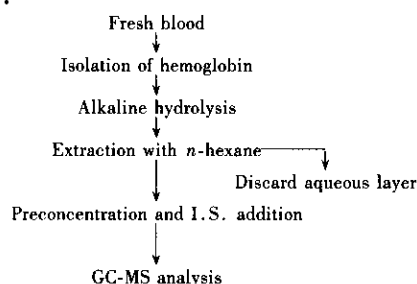 Fresh blood
Isolation of hemoglobin
Alkaline hydrolysis
Extraction with n-hexane
Discard aqueous layer
Preconcentration and I.S. addition
GC-MS analysis